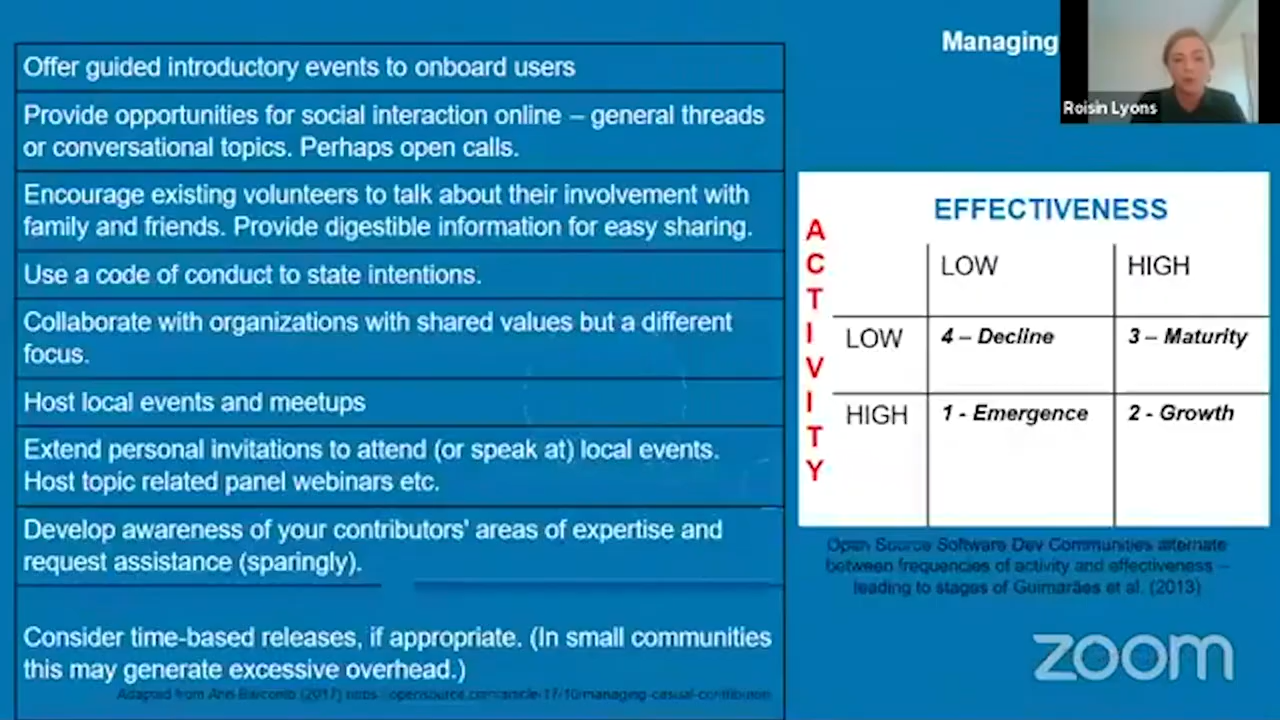 Managing
Roisin Lyons
Offer guided introductory events to onboard users
Provide opportunities for social interaction online – general threads
or conversational topics. Perhaps open calls.
Encourage existing volunteers to talk about their involvement with
family and friends. Provide digestible information for easy sharing.
Use a code of conduct to state intentions.
Collaborate with organizations with shared values but a different
focus.
Host local events and meetups
Extend personal invitations to attend (or speak at) local events.
Host topic related panel webinars etc.
Develop awareness of your contributors' areas of expertise and
request assistance (sparingly).
Consider time-based releases, if appropriate. (In small communities
this may generate excessive overhead.)
Adapted from Ann Barcomb (2017)
ACTIVITY
EFFECTIVENESS
LOW HIGH
LOW 4 – Decline 3 – Maturity
HIGH 1 - Emergence 2 - Growth
Open Source Software Dev Communities alternate
between frequencies of activity and effectiveness –
leading to stages of Guimarães et al. (2013)
zoom